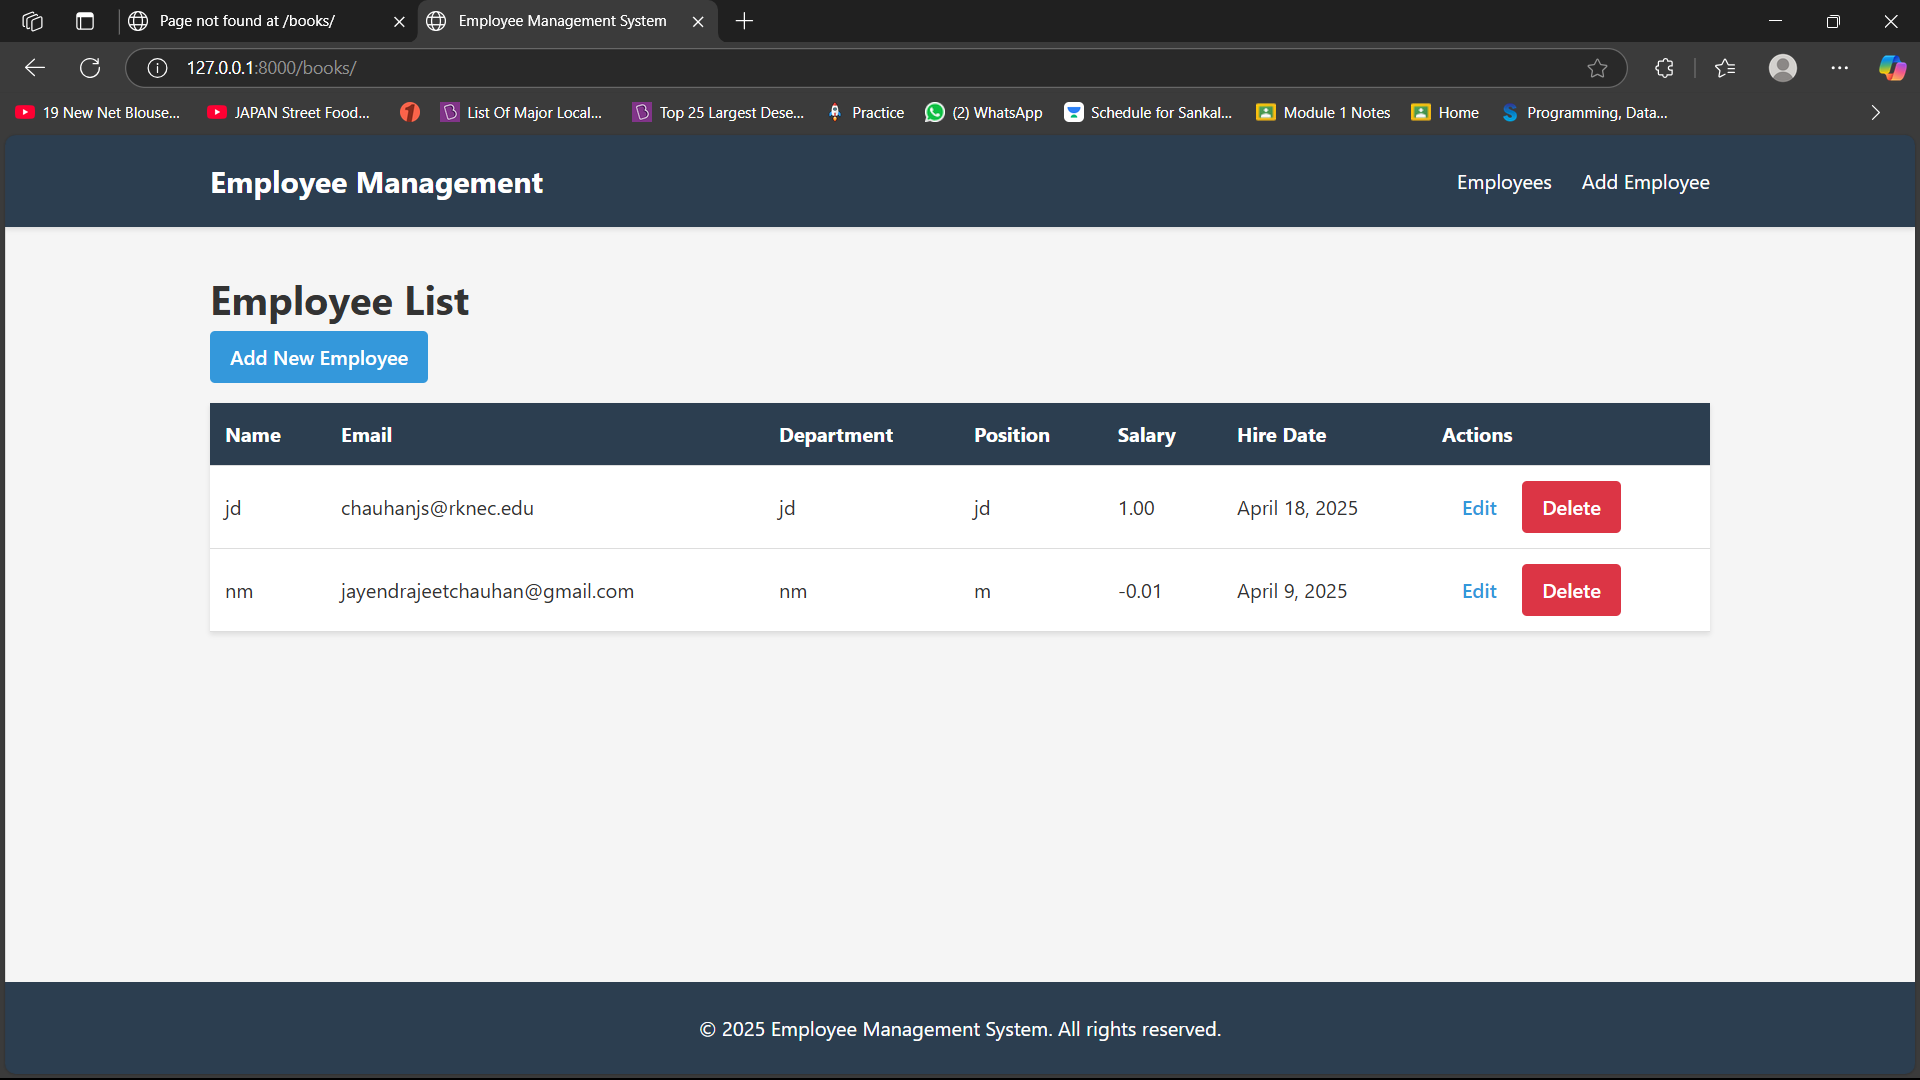 Page not found at /books/
Employee Management System
127.0.0.1:8000/books/
19 New Net Blouse...
JAPAN Street Food...
List Of Major Local...
Top 25 Largest Dese...
Practice
(2) WhatsApp
Schedule for Sankal...
Module 1 Notes
Home
Programming, Data...
Employee Management
Employees Add Employee
Employee List
Add New Employee
Name Email Department Position Salary Hire Date Actions
jd chauhanjs@rknec.edu jd jd 1.00 April 18, 2025 Edit Delete
nm jayendrajeetchauhan@gmail.com nm m -0.01 April 9, 2025 Edit Delete
© 2025 Employee Management System. All rights reserved.